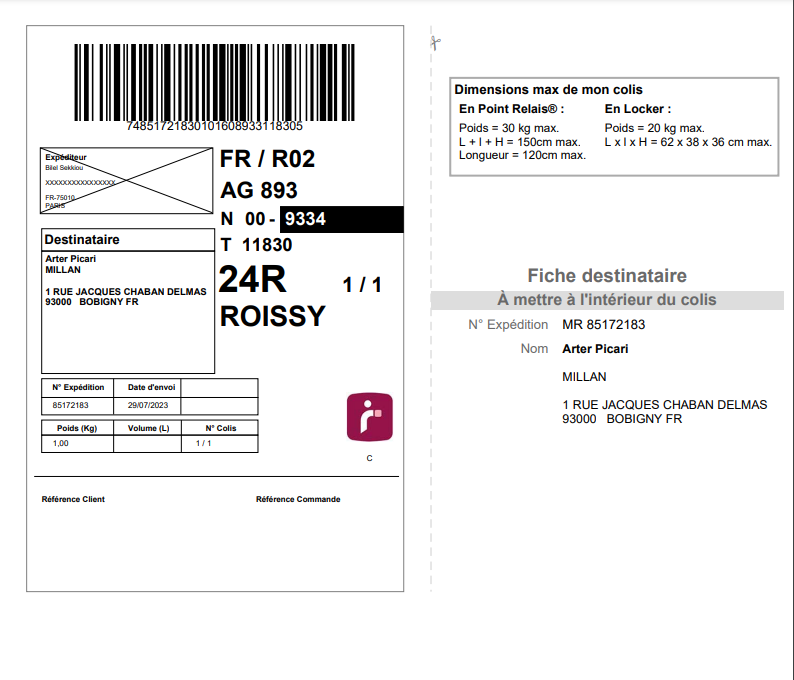 7485172183010160893311830​5
Expéditeur
Bilel Sekkiou
XXXXXXXXXXXXXXXXX
FR-75010
PARIS
FR / R02
AG 893
N 00 - 9334
T 11830
24R 1 / 1
ROISSY
Destinataire
Arter Picari
MILLAN
1 RUE JACQUES CHABAN DELMAS
93000 BOBIGNY FR
N° Expédition Date d'envoi
85172183 29/07/2023
Poids (Kg) Volume (L) N° Colis
1,00 1 / 1
C
Référence Client Référence Commande
Dimensions max de mon colis
En Point Relais® : En Locker :
Poids = 30 kg max. Poids = 20 kg max.
L + l + H = 150cm max. L x l x H = 62 x 38 x 36 cm max.
Longueur = 120cm max.
Fiche destinataire
À mettre à l'intérieur du colis
N° Expédition MR 85172183
Nom Arter Picari
MILLAN
1 RUE JACQUES CHABAN DELMAS
93000 BOBIGNY FR